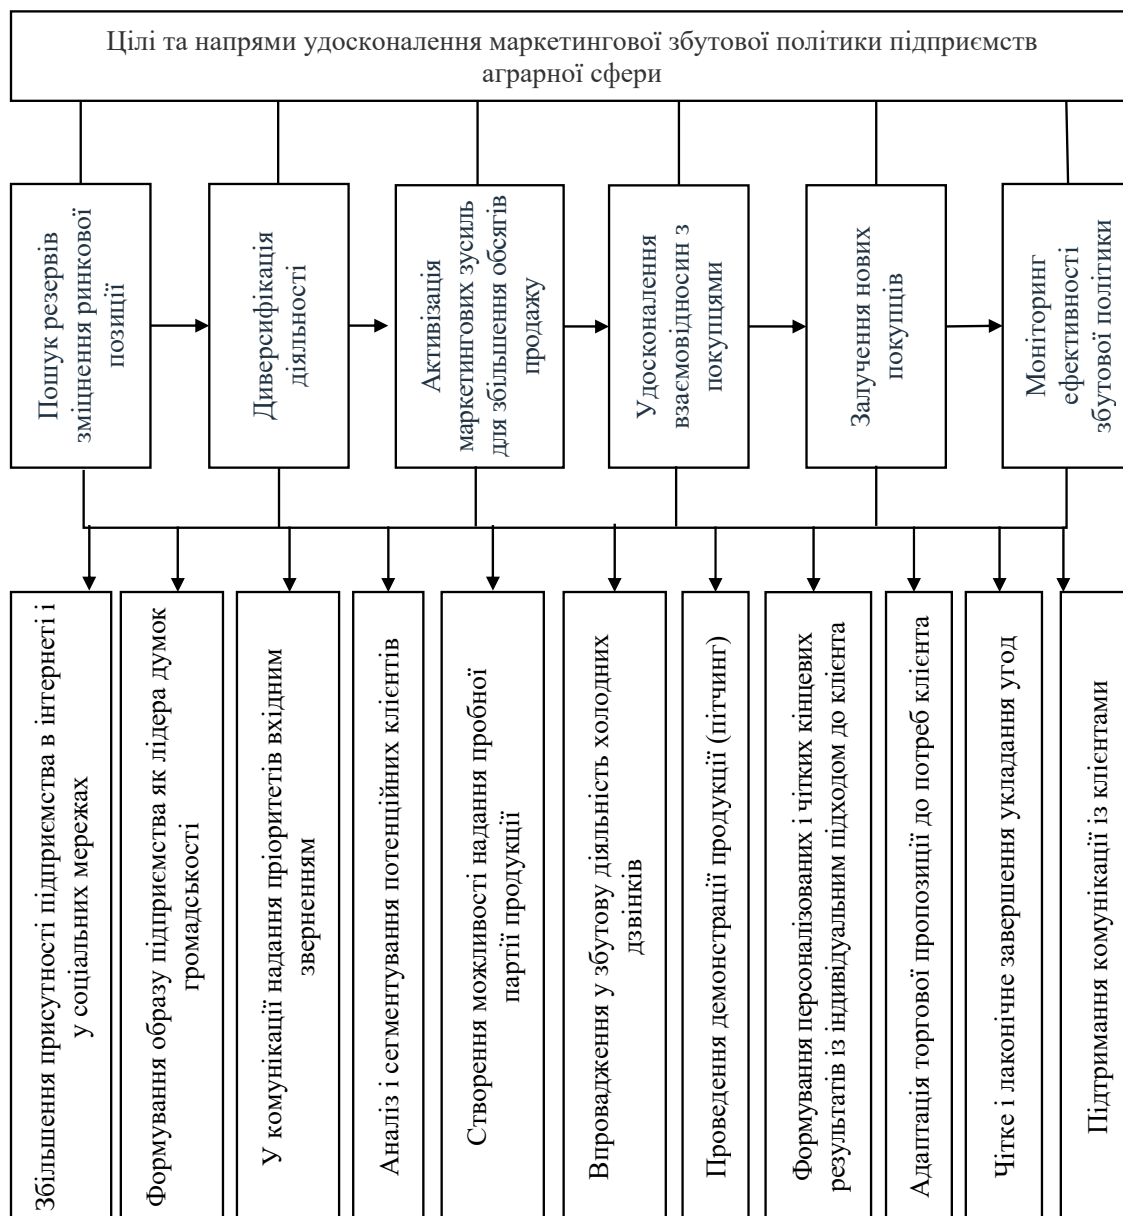 Цілі та напрями удосконалення маркетингової збутової політики підприємств
аграрної сфери
Пошук резервів
зміцнення ринкової
позиції
Диверсифікація
діяльності
Активізація
маркетингових зусиль
для збільшення обсягів
продажу
Удосконалення
взаємовідносин з
покупцями
Залучення нових
покупців
Моніторинг
ефективності
збутової політики
Збільшення присутності підприємства в інтернеті і
у соціальних мережах
Формування образу підприємства як лідера думок
громадськості
У комунікації надання пріоритетів вхідним
зверненням
Аналіз і сегментування потенційних клієнтів
Створення можливості надання пробної
партії продукції
Впровадження у збутову діяльність холодних
дзвінків
Проведення демонстрації продукції (пітчинг)
Формування персоналізованих і чітких кінцевих
результатів із індивідуальним підходом до клієнта
Адаптація торгової пропозиції до потреб клієнта
Чітке і лаконічне завершення укладання угод
Підтримання комунікації із клієнтами